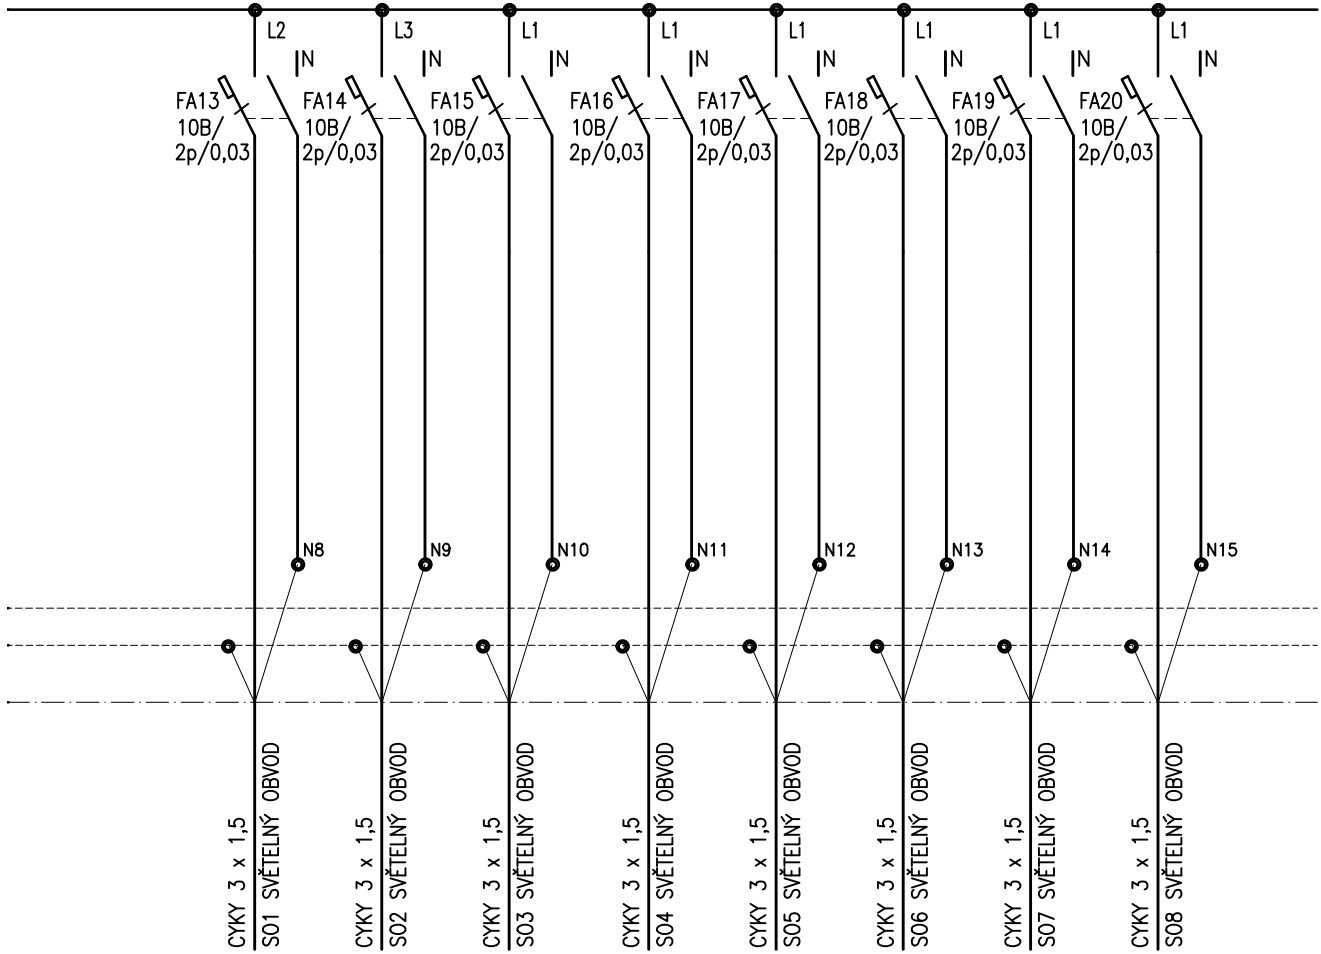 L2
L3
L1
L1
L1
L1
L1
L1
N
N
N
N
N
N
N
N
FA13
10B/
2p/0,03
FA14
10B/
2p/0,03
FA15
10B/
2p/0,03
FA16
10B/
2p/0,03
FA17
10B/
2p/0,03
FA18
10B/
2p/0,03
FA19
10B/
2p/0,03
FA20
10B/
2p/0,03
N8
N9
N10
N11
N12
N13
N14
N15
CYKY 3 x 1,5
S01 SVĚTELNÝ OBVOD
CYKY 3 x 1,5
S02 SVĚTELNÝ OBVOD
CYKY 3 x 1,5
S03 SVĚTELNÝ OBVOD
CYKY 3 x 1,5
S04 SVĚTELNÝ OBVOD
CYKY 3 x 1,5
S05 SVĚTELNÝ OBVOD
CYKY 3 x 1,5
S06 SVĚTELNÝ OBVOD
CYKY 3 x 1,5
S07 SVĚTELNÝ OBVOD
CYKY 3 x 1,5
S08 SVĚTELNÝ OBVOD